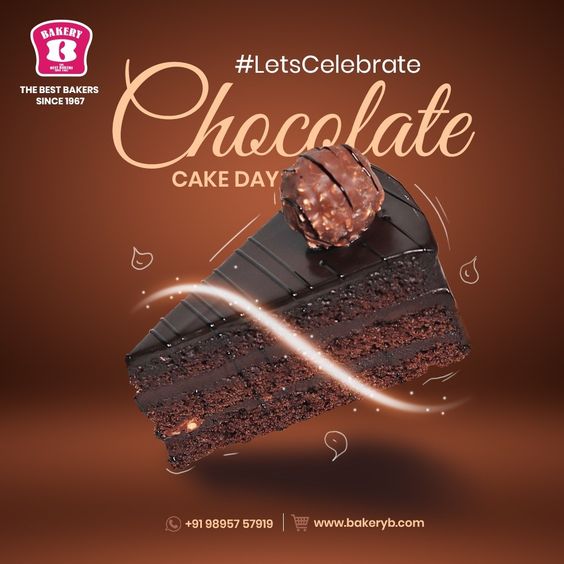 BAKERY
B
THE BEST BAKERS
SINCE 1967
#LetsCelebrate
Chocolate
CAKE DAY
+91 98957 57919
www.bakeryb.com